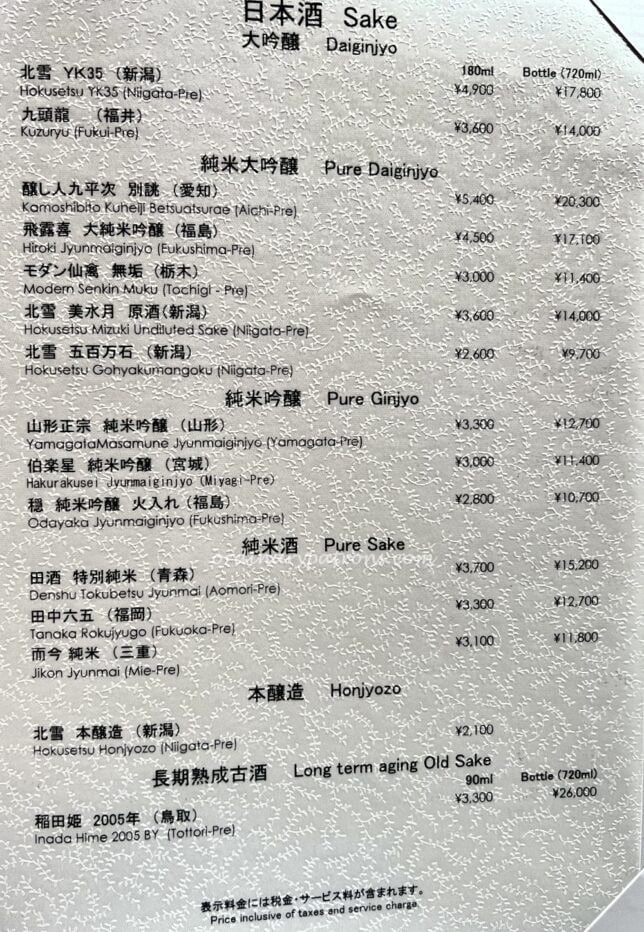 日本酒 Sake
大吟醸 Daiginjyo
180ml Bottle (720ml)
北雪 YK35 (新潟) ¥4,900 ¥17,800
Hokusetsu YK35 (Niigata-Pre)
九頭龍 (福井) ¥3,600 ¥14,000
Kuzuryu (Fukui-Pre)
純米大吟醸 Pure Daiginjyo
醸し人九平次 別誂 (愛知) ¥5,400 ¥20,300
Kamoshibito Kuheiji Betsuatsurae (Aichi-Pre)
飛露喜 大純米吟醸 (福島) ¥4,500 ¥17,100
Hiroki Jyunmaiginjyo (Fukushima-Pre)
モダン仙禽 無垢 (栃木) ¥3,000 ¥11,400
Modern Senkin Muku (Tochigi - Pre)
北雪 美水月 原酒(新潟) ¥3,600 ¥14,000
Hokusetsu Mizuki Undiluted Sake (Niigata-Pre)
北雪 五百万石 (新潟) ¥2,600 ¥9,700
Hokusetsu Gohyakumangoku (Niigata-Pre)
純米吟醸 Pure Ginjyo
山形正宗 純米吟醸 (山形) ¥3,300 ¥12,700
YamagataMasamune Jyunmaiginjyo (Yamagata-Pre)
伯楽星 純米吟醸 (宮城) ¥3,000 ¥11,400
Hakurakusei Jyunmaiginjyo (Miyagi-Pre)
穏 純米吟醸 火入れ (福島) ¥2,800 ¥10,700
Odayaka Jyunmaiginjyo (Fukushima-Pre)
純米酒 Pure Sake
田酒 特別純米 (青森) ¥3,700 ¥15,200
Denshu Tokubetsu Jyunmai (Aomori-Pre)
田中六五 (福岡) ¥3,300 ¥12,700
Tanaka Rokujyugo (Fukuoka-Pre)
而今 純米 (三重) ¥3,100 ¥11,800
Jikon Jyunmai (Mie-Pre)
本醸造 Honjyozo
北雪 本醸造 (新潟) ¥2,100
Hokusetsu Honjyozo (Niigata-Pre)
長期熟成古酒 Long term aging Old Sake
90ml Bottle (720ml)
稲田姫 2005年 (鳥取) ¥3,300 ¥26,000
Inada Hime 2005 BY (Tottori-Pre)
表示料金には税金・サービス料が含まれます。
Price inclusive of taxes and service charge